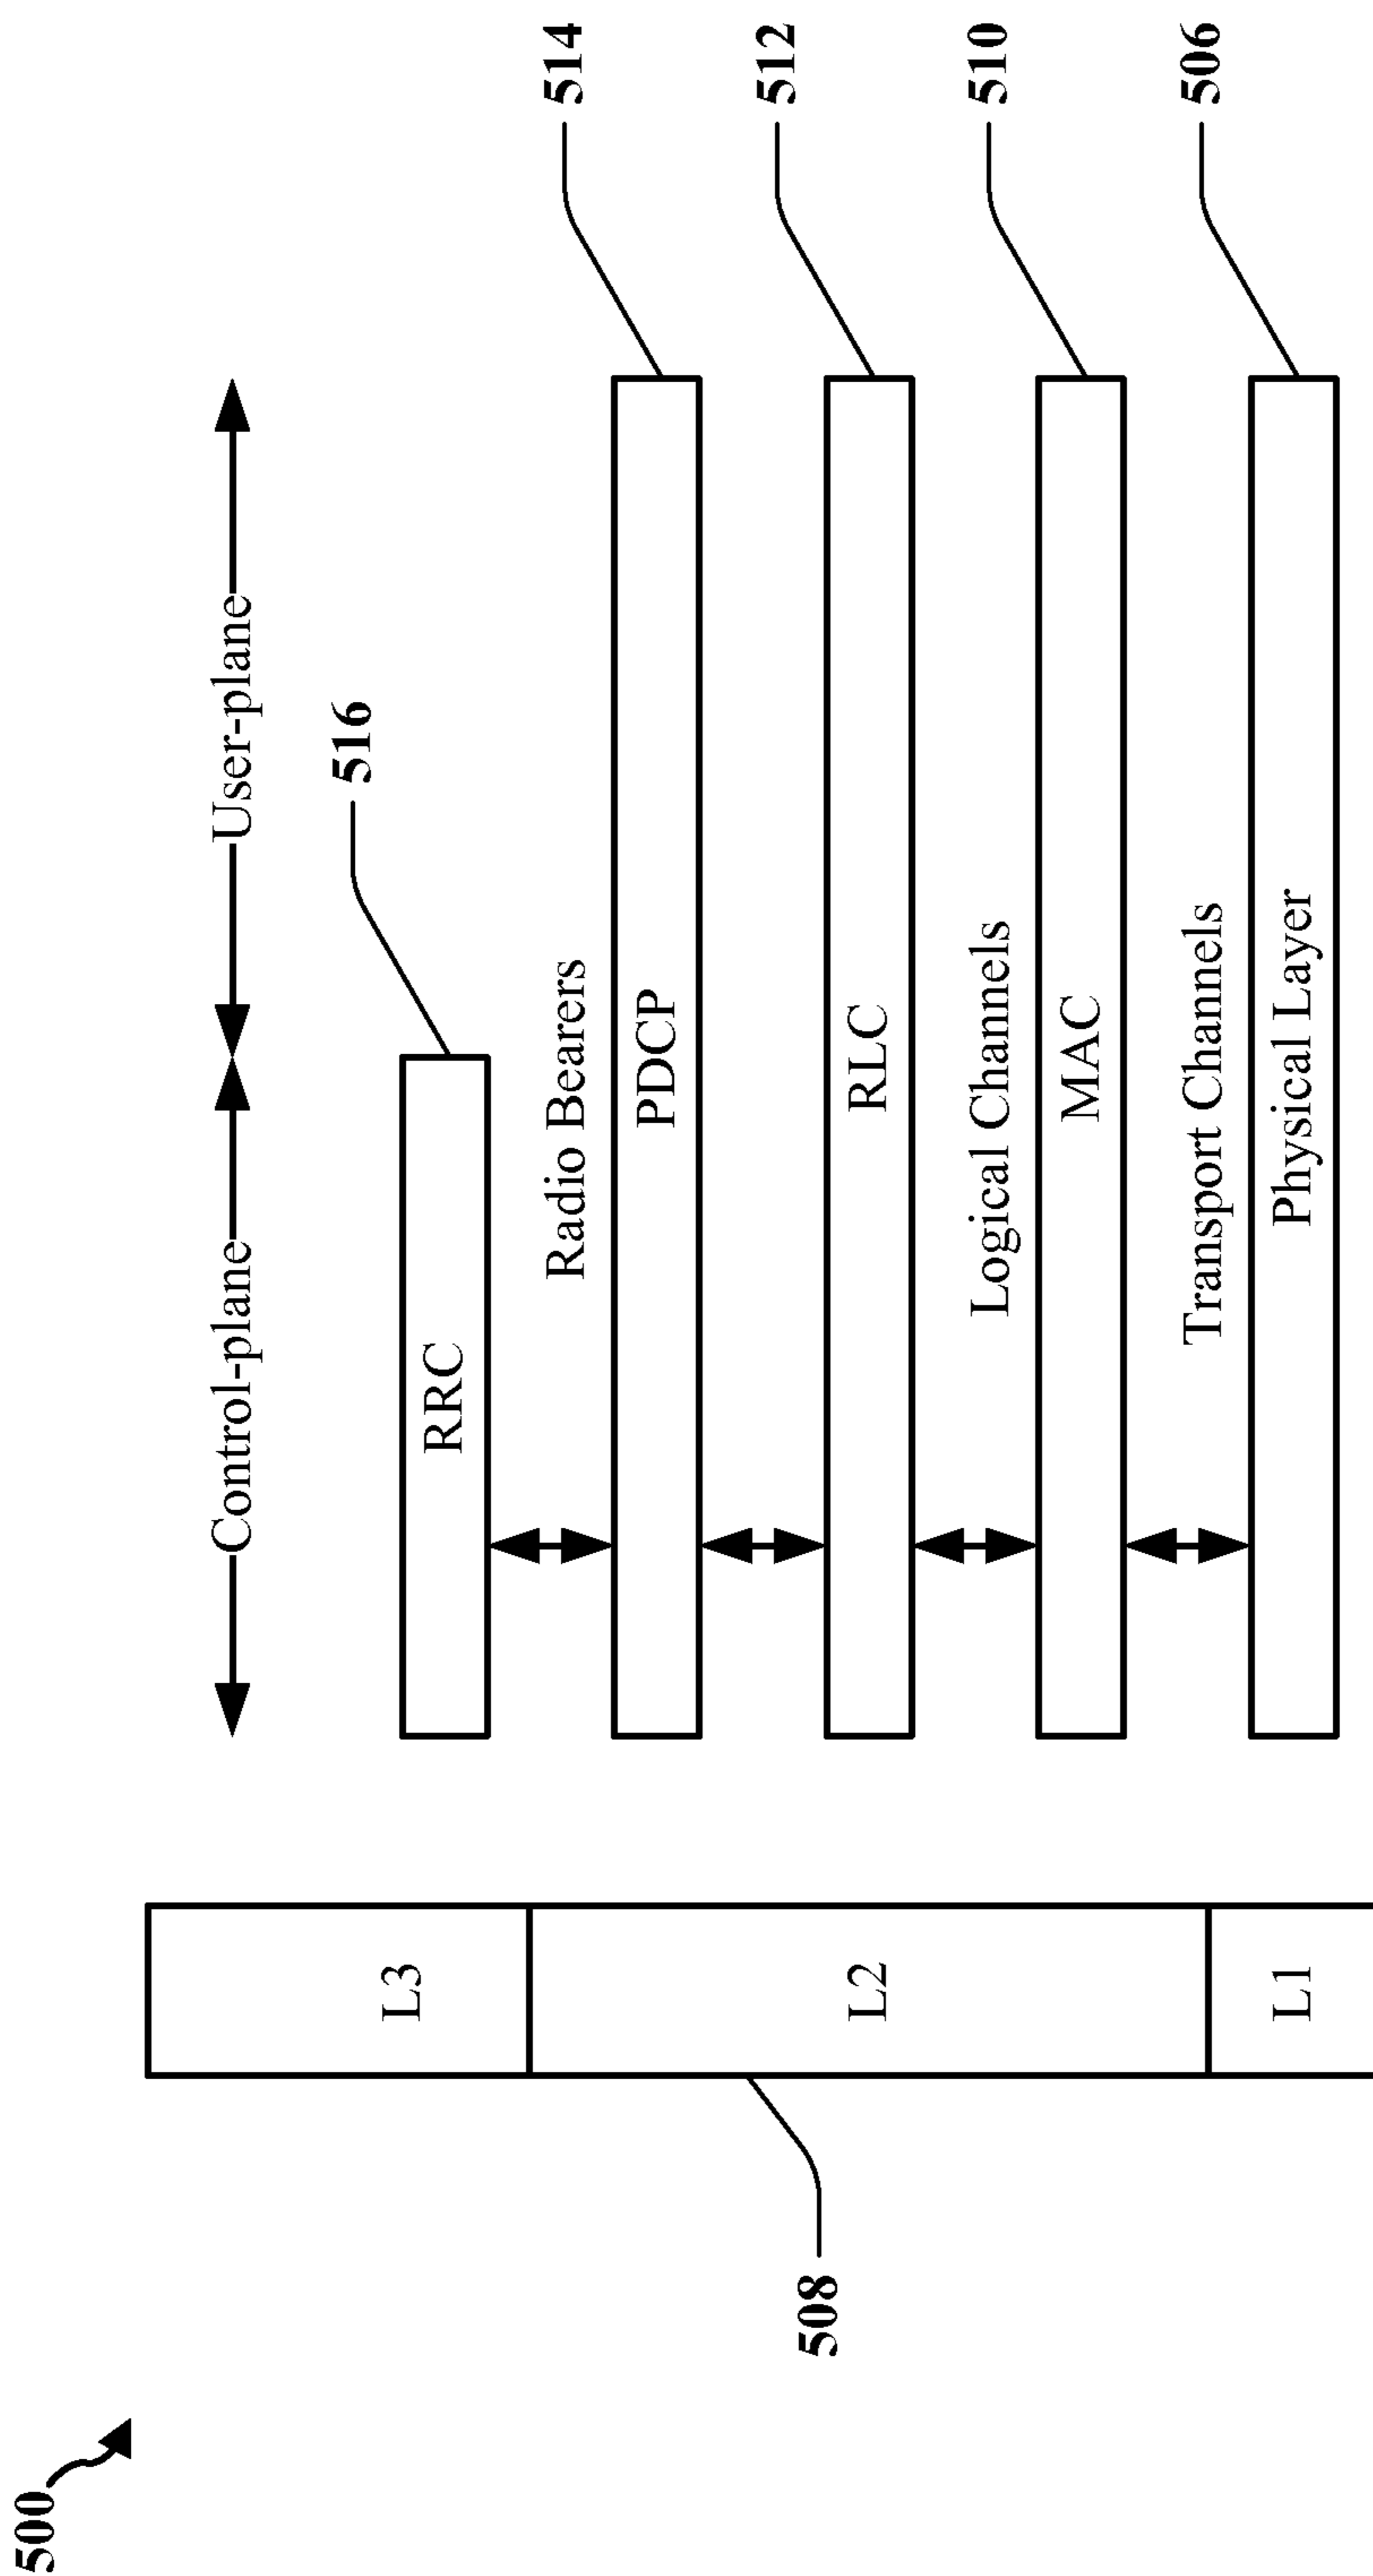 500
Control-plane
User-plane
516
L3
RRC
514
Radio Bearers
PDCP
508
L2
512
RLC
510
Logical Channels
MAC
506
Transport Channels
L1
Physical Layer